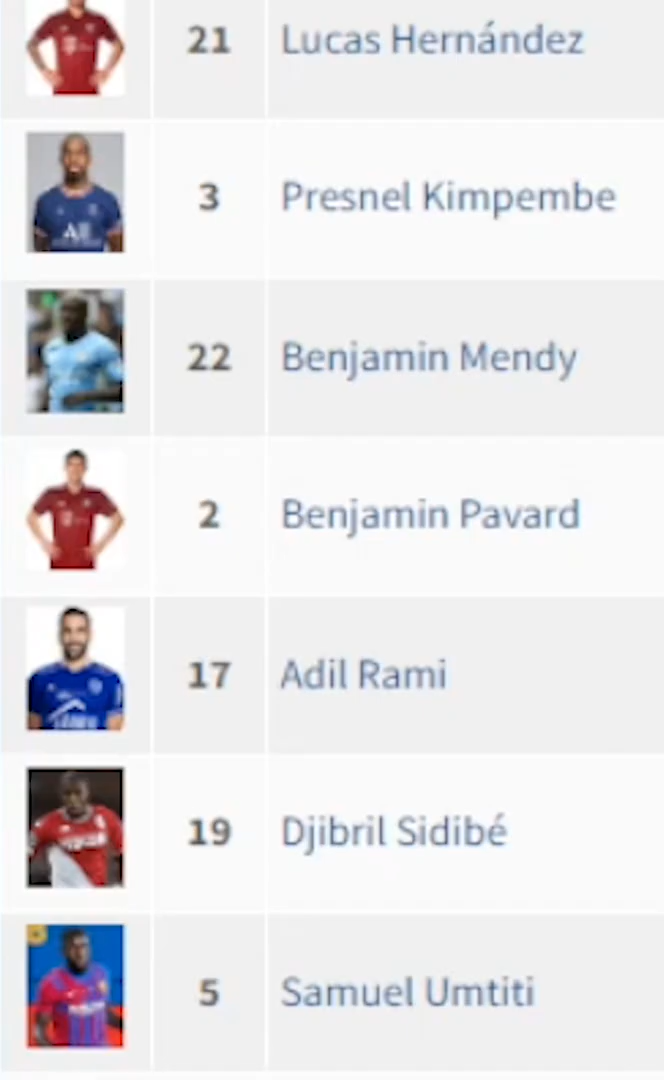 21 Lucas Hernández
3 Presnel Kimpembe
22 Benjamin Mendy
2 Benjamin Pavard
17 Adil Rami
19 Djibril Sidibé
5 Samuel Umtiti